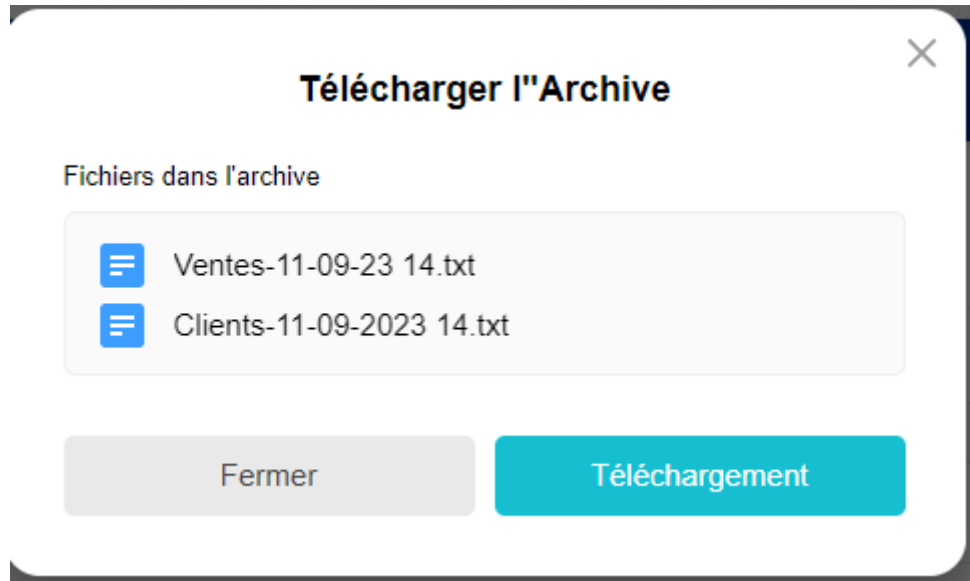 Télécharger l"Archive
Fichiers dans l'archive
Ventes-11-09-23 14.txt
Clients-11-09-2023 14.txt
Fermer
Téléchargement